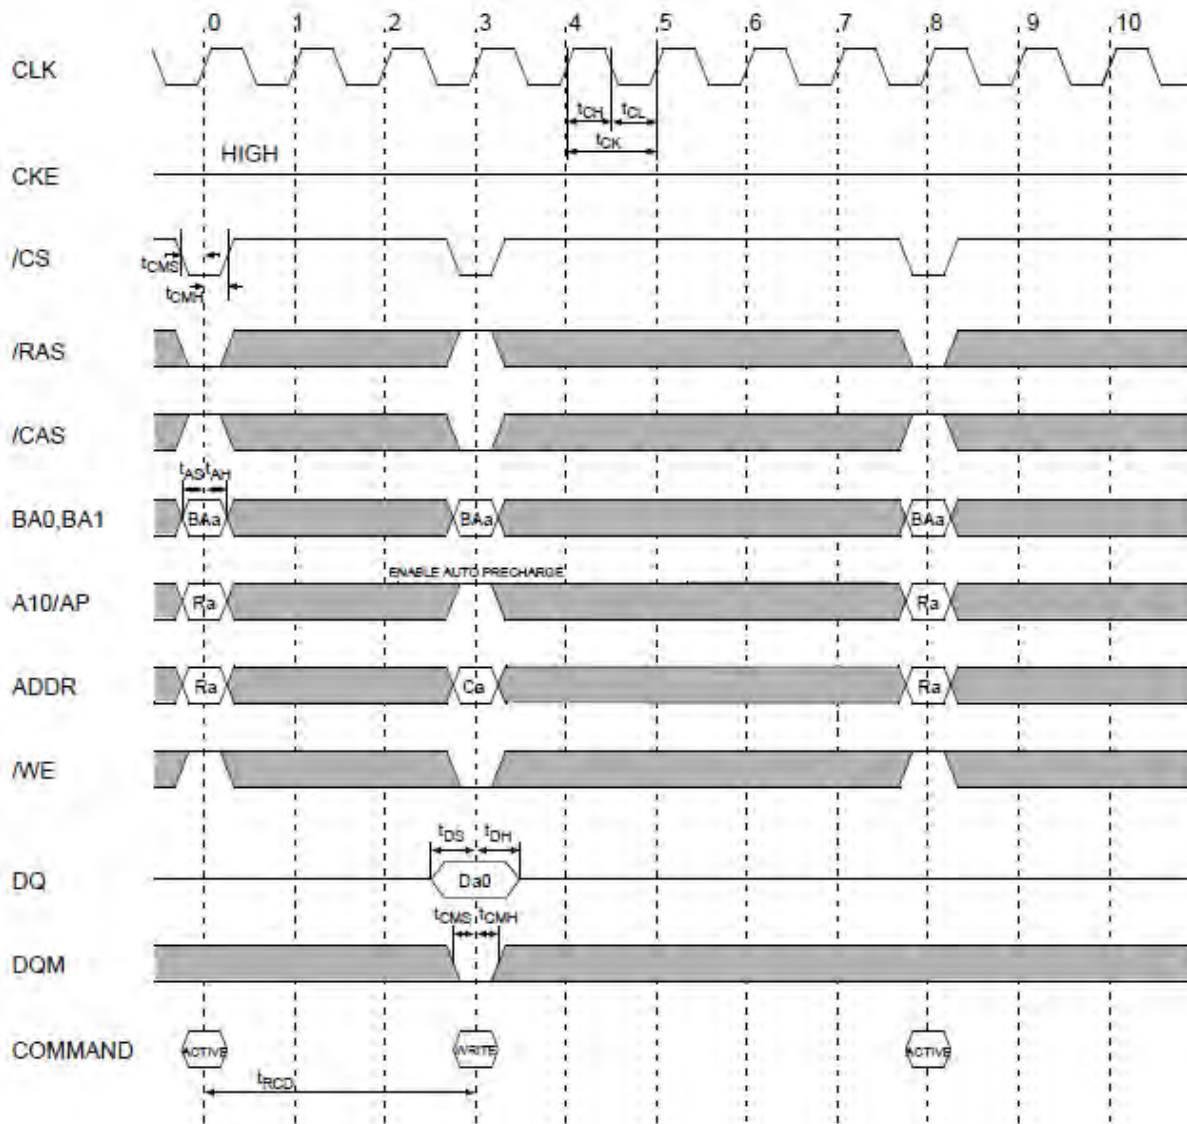 0 1 2 3 4 5 6 7 8 9 10
CLK
tCH tCL
tCK
HIGH
CKE
/CS
tCMS
tCMH
/RAS
/CAS
tAS tAH
BA0,BA1 BAa BAa BAa
ENABLE AUTO PRECHARGE
A10/AP Ra Ra
ADDR Ra Ca Ra
/WE
tDS tDH
DQ Da0
tCMS tCMH
DQM
COMMAND ACTIVE WRITE ACTIVE
tRCD